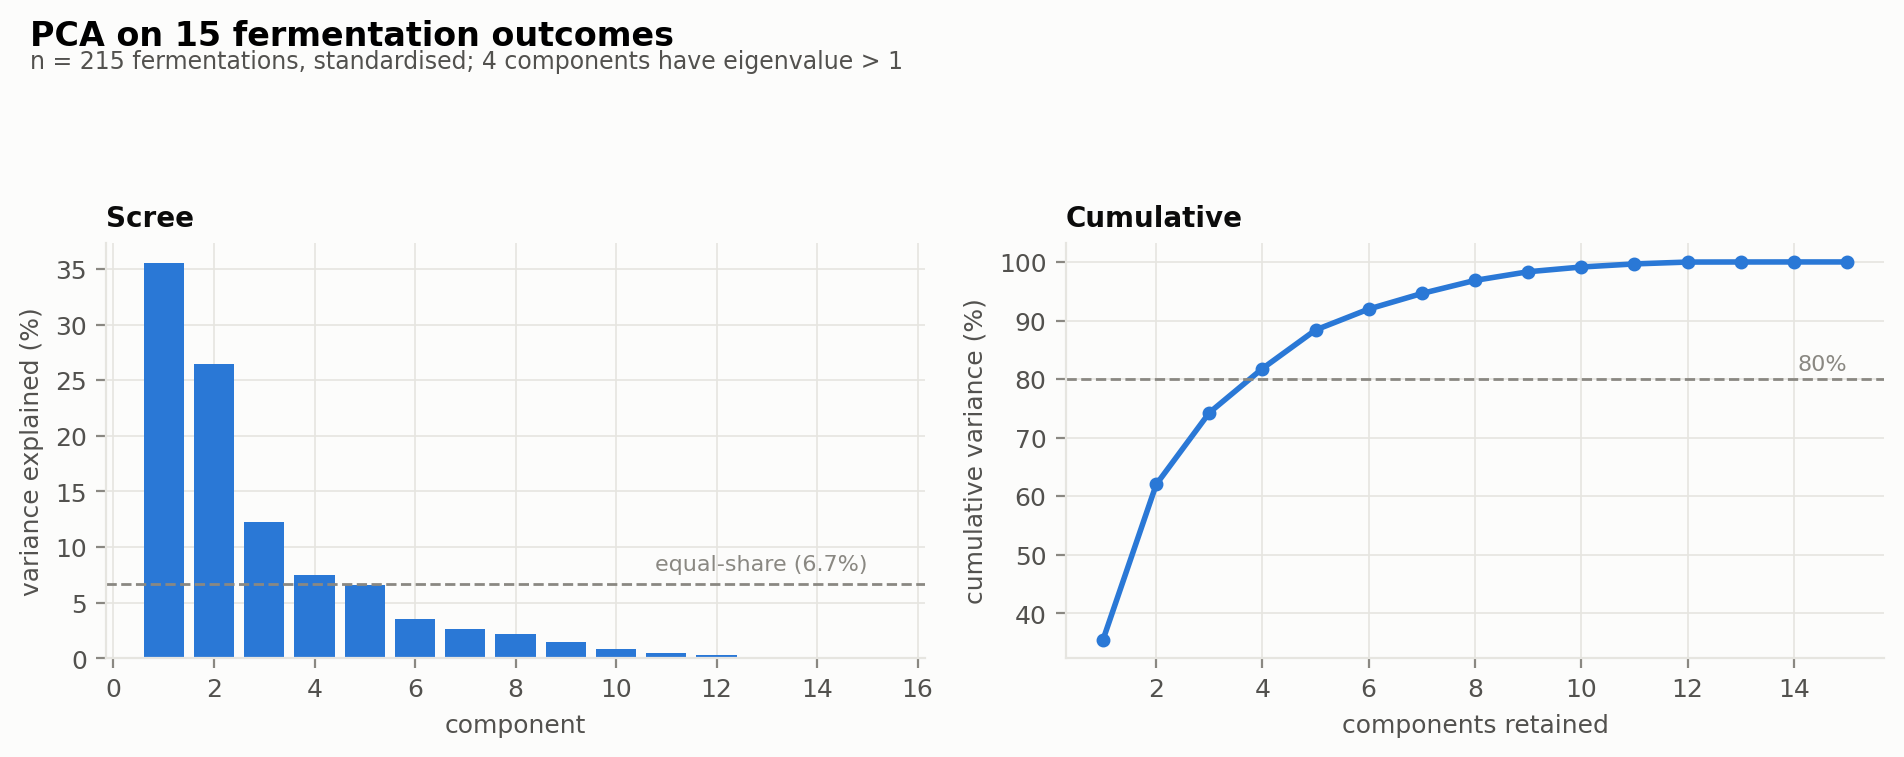 PCA on 15 fermentation outcomes
n = 215 fermentations, standardised; 4 components have eigenvalue > 1
Scree
variance explained (%)
35
30
25
20
15
10
5
0
equal-share (6.7%)
0 2 4 6 8 10 12 14 16
component
Cumulative
cumulative variance (%)
100
90
80
70
60
50
40
80%
2 4 6 8 10 12 14
components retained